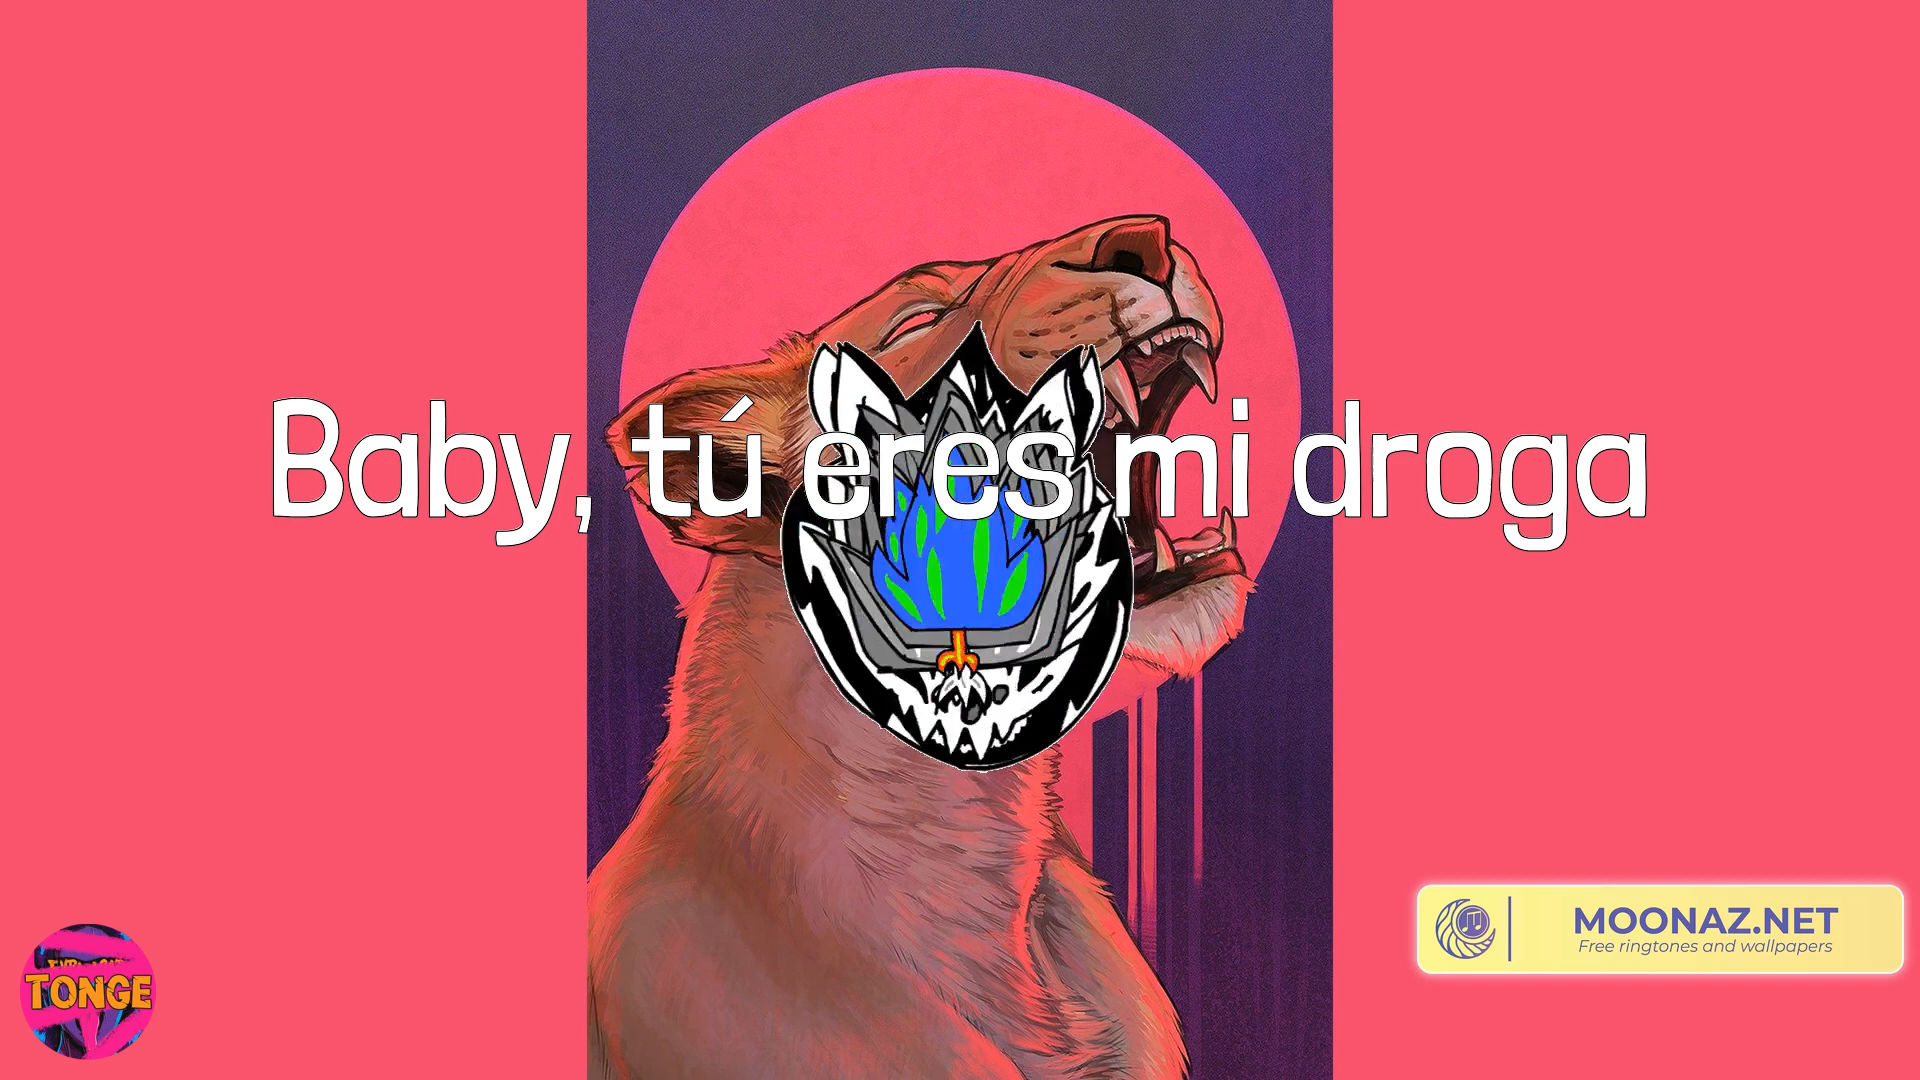 Baby, tú eres mi droga
MOONAZ.NET
Free ringtones and wallpapers
TONGE